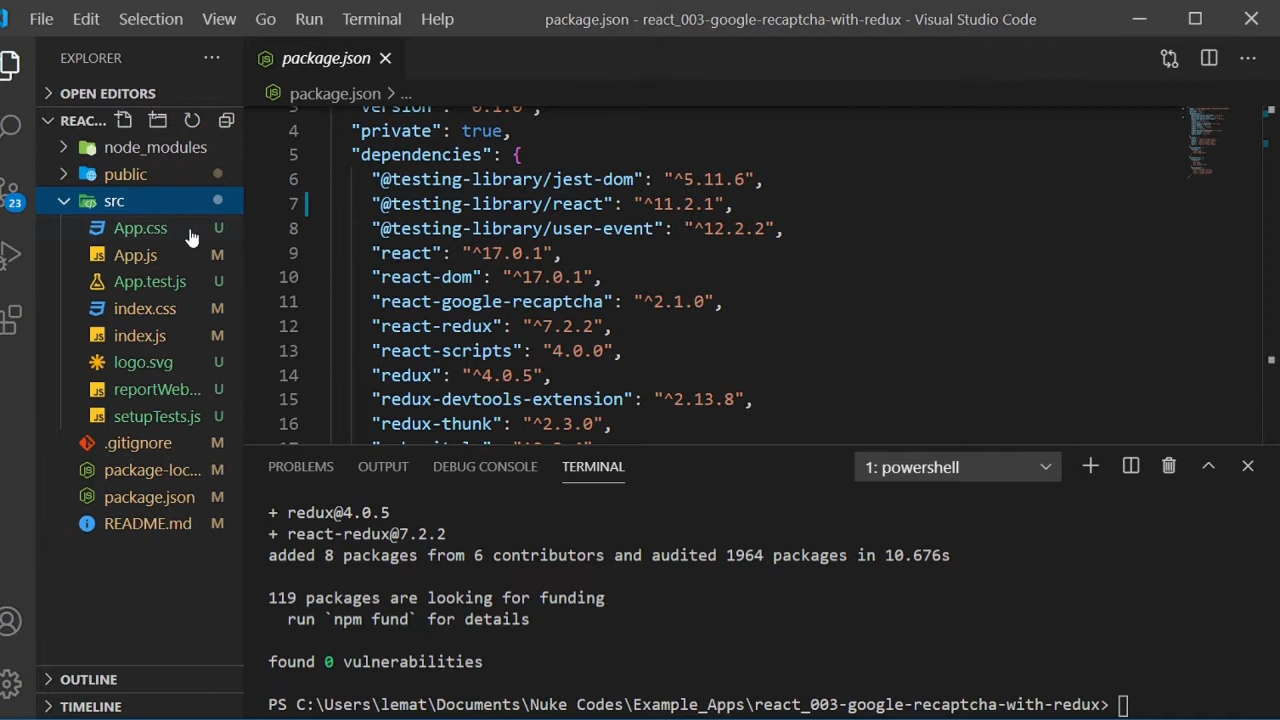 File Edit Selection View Go Run Terminal Help package.json - react_003-google-recaptcha-with-redux - Visual Studio Code
EXPLORER
package.json
OPEN EDITORS
package.json ...
REAC...
node_modules
public
src
App.css U
App.js M
App.test.js U
index.css M
index.js M
logo.svg U
reportWeb... U
setupTests.js U
.gitignore M
package-loc... M
package.json M
README.md M
OUTLINE
TIMELINE
23
3 "version": "0.1.0",
4 "private": true,
5 "dependencies": {
6 "@testing-library/jest-dom": "^5.11.6",
7 "@testing-library/react": "^11.2.1",
8 "@testing-library/user-event": "^12.2.2",
9 "react": "^17.0.1",
10 "react-dom": "^17.0.1",
11 "react-google-recaptcha": "^2.1.0",
12 "react-redux": "^7.2.2",
13 "react-scripts": "4.0.0",
14 "redux": "^4.0.5",
15 "redux-devtools-extension": "^2.13.8",
16 "redux-thunk": "^2.3.0",
PROBLEMS OUTPUT DEBUG CONSOLE TERMINAL 1: powershell
+ redux@4.0.5
+ react-redux@7.2.2
added 8 packages from 6 contributors and audited 1964 packages in 10.676s
119 packages are looking for funding
run `npm fund` for details
found 0 vulnerabilities
PS C:\Users\lemat\Documents\Nuke Codes\Example_Apps\react_003-google-recaptcha-with-redux>